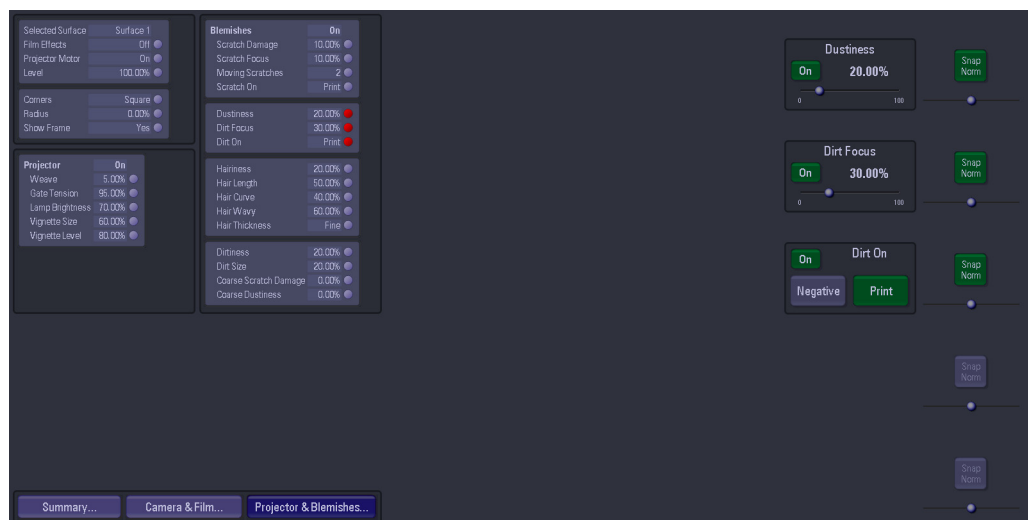 Selected Surface Surface 1
Film Effects Off
Projector Motor On
Level 100.00%
Corners Square
Radius 0.00%
Show Frame Yes
Projector On
Weave 5.00%
Gate Tension 95.00%
Lamp Brightness 70.00%
Vignette Size 60.00%
Vignette Level 80.00%
Blemishes On
Scratch Damage 10.00%
Scratch Focus 10.00%
Moving Scratches 2
Scratch On Print
Dustiness 20.00%
Dirt Focus 30.00%
Dirt On Print
Hairiness 20.00%
Hair Length 50.00%
Hair Curve 40.00%
Hair Wavy 60.00%
Hair Thickness Fine
Dirtiness 20.00%
Dirt Size 20.00%
Coarse Scratch Damage 0.00%
Coarse Dustiness 0.00%
Dustiness
On 20.00%
0 100
Snap
Norm
Dirt Focus
On 30.00%
0 100
Snap
Norm
On Dirt On
Negative Print
Snap
Norm
Snap
Norm
Snap
Norm
Summary... Camera & Film... Projector & Blemishes...